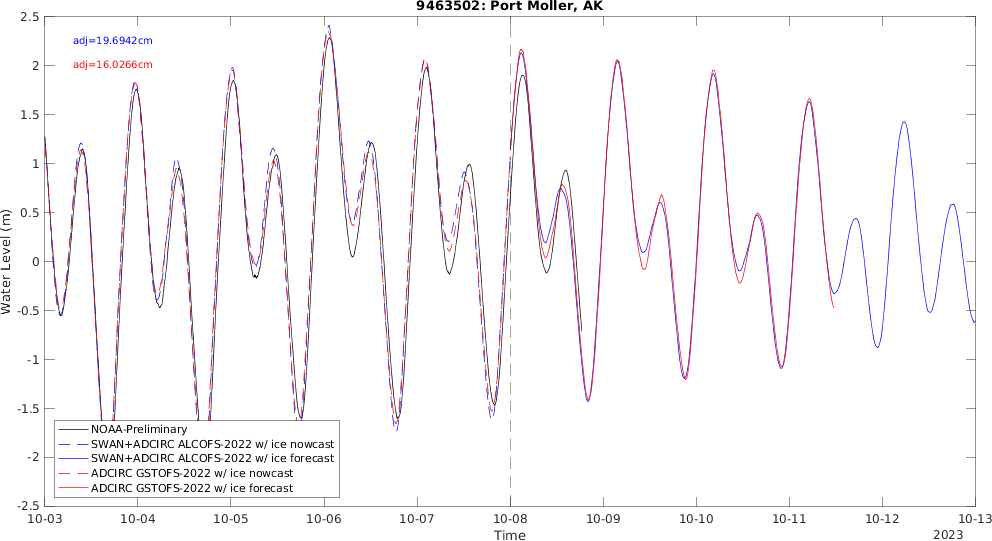 9463502: Port Moller, AK
adj=19.6942cm
adj=16.0266cm
Water Level (m)
2.5
2
1.5
1
0.5
0
-0.5
-1
-1.5
-2
-2.5
NOAA-Preliminary
SWAN+ADCIRC ALCOFS-2022 w/ ice nowcast
SWAN+ADCIRC ALCOFS-2022 w/ ice forecast
ADCIRC GSTOFS-2022 w/ ice nowcast
ADCIRC GSTOFS-2022 w/ ice forecast
10-03 10-04 10-05 10-06 10-07 10-08 10-09 10-10 10-11 10-12 10-13
Time
2023